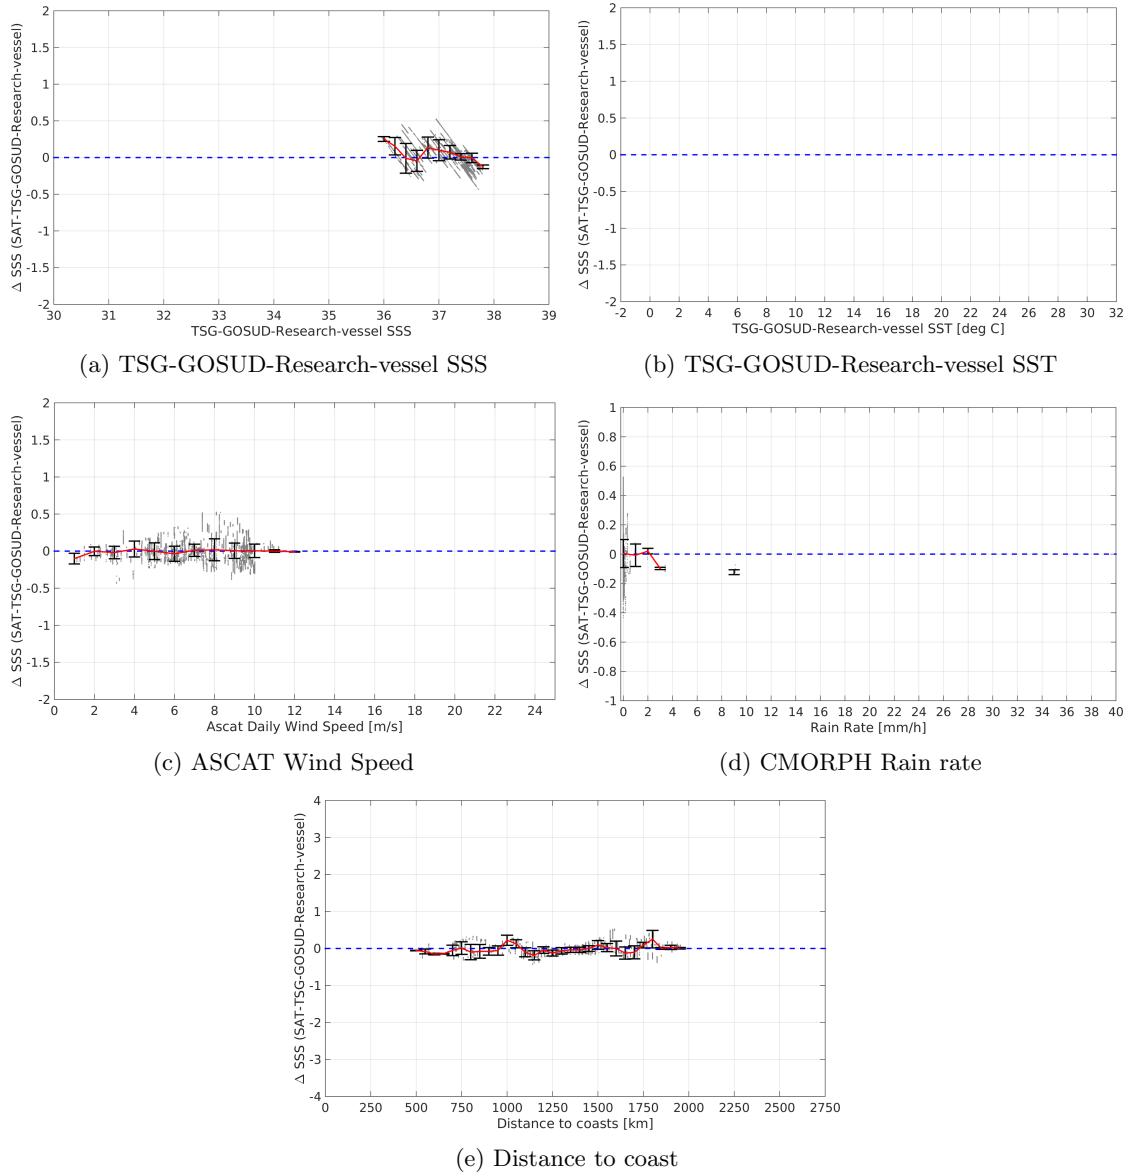 2
1.5
1
0.5
0
-0.5
-1
-1.5
-2
Δ SSS (SAT-TSG-GOSUD-Research-vessel)
30 31 32 33 34 35 36 37 38 39
TSG-GOSUD-Research-vessel SSS
(a) TSG-GOSUD-Research-vessel SSS
2
1.5
1
0.5
0
-0.5
-1
-1.5
-2
Δ SSS (SAT-TSG-GOSUD-Research-vessel)
-2 0 2 4 6 8 10 12 14 16 18 20 22 24 26 28 30 32
TSG-GOSUD-Research-vessel SST [deg C]
(b) TSG-GOSUD-Research-vessel SST
2
1.5
1
0.5
0
-0.5
-1
-1.5
-2
Δ SSS (SAT-TSG-GOSUD-Research-vessel)
0 2 4 6 8 10 12 14 16 18 20 22 24
Ascat Daily Wind Speed [m/s]
(c) ASCAT Wind Speed
1
0.8
0.6
0.4
0.2
0
-0.2
-0.4
-0.6
-0.8
-1
Δ SSS (SAT-TSG-GOSUD-Research-vessel)
0 2 4 6 8 10 12 14 16 18 20 22 24 26 28 30 32 34 36 38 40
Rain Rate [mm/h]
(d) CMORPH Rain rate
4
3
2
1
0
-1
-2
-3
-4
Δ SSS (SAT-TSG-GOSUD-Research-vessel)
0 250 500 750 1000 1250 1500 1750 2000 2250 2500 2750
Distance to coasts [km]
(e) Distance to coast